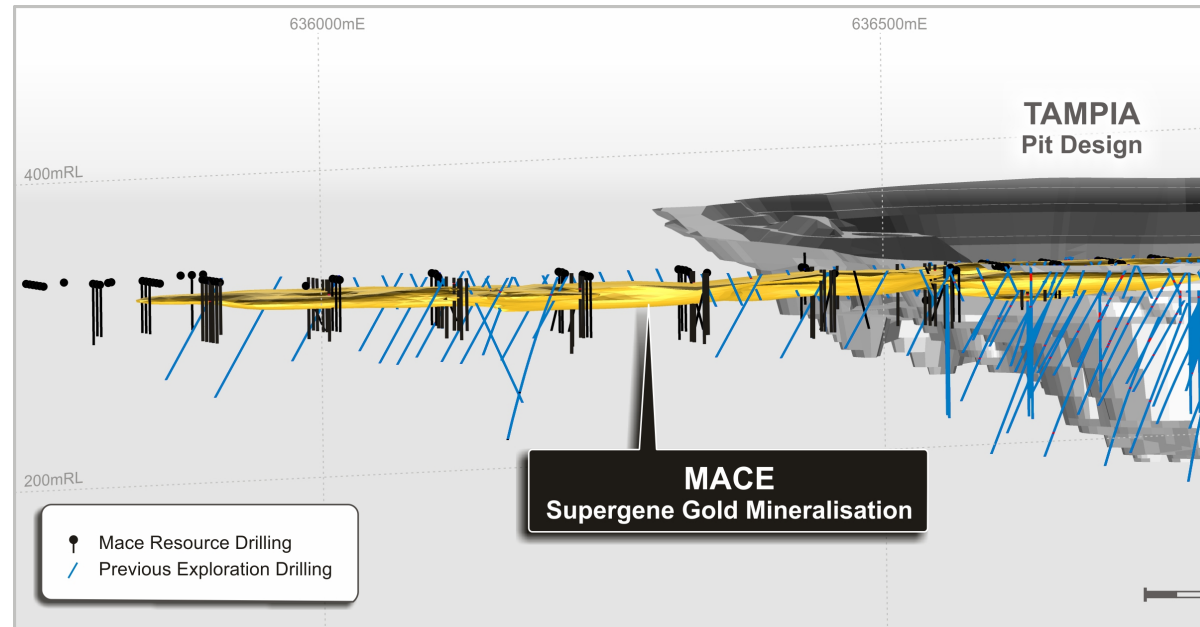 636000mE
636500mE
TAMPIA
Pit Design
400mRL
200mRL
MACE
Supergene Gold Mineralisation
Mace Resource Drilling
Previous Exploration Drilling